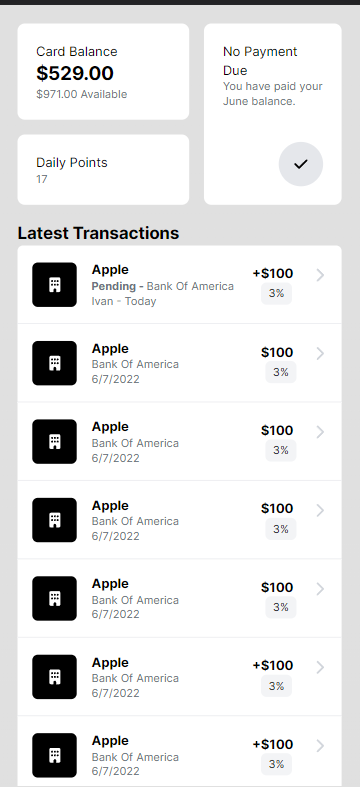 Card Balance
$529.00
$971.00 Available
No Payment
Due
You have paid your
June balance.
Daily Points
17
Latest Transactions
Apple
+$100
Pending - Bank Of America
3%
Ivan - Today
Apple
$100
Bank Of America
3%
6/7/2022
Apple
$100
Bank Of America
3%
6/7/2022
Apple
$100
Bank Of America
3%
6/7/2022
Apple
$100
Bank Of America
3%
6/7/2022
Apple
+$100
Bank Of America
3%
6/7/2022
Apple
+$100
Bank Of America
3%
6/7/2022